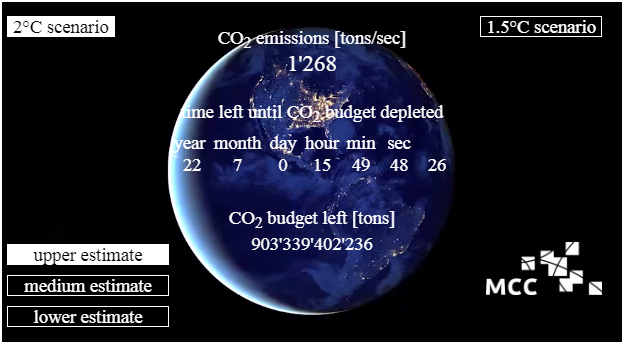 2°C scenario
1.5°C scenario
CO2 emissions [tons/sec]
1'268
time left until CO2 budget depleted
year month day hour min sec
22 7 0 15 49 48 26
CO2 budget left [tons]
903'339'402'236
upper estimate
medium estimate
lower estimate
MCC